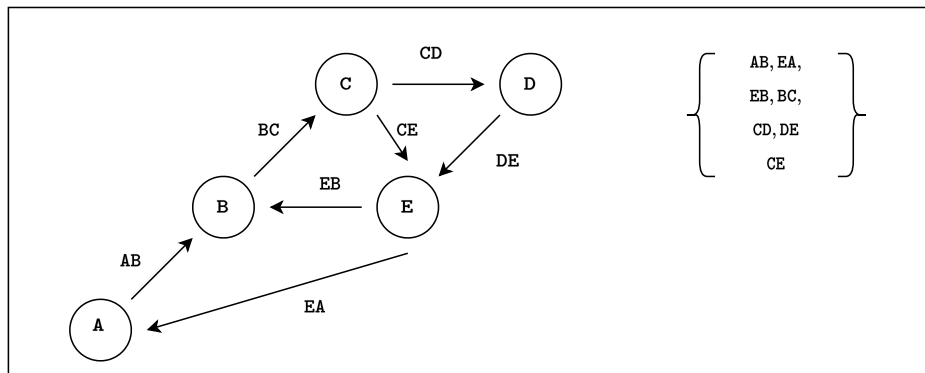 CD
C
D
BC
CE
DE
EB
B
E
AB
EA
A
AB, EA,
EB, BC,
CD, DE
CE